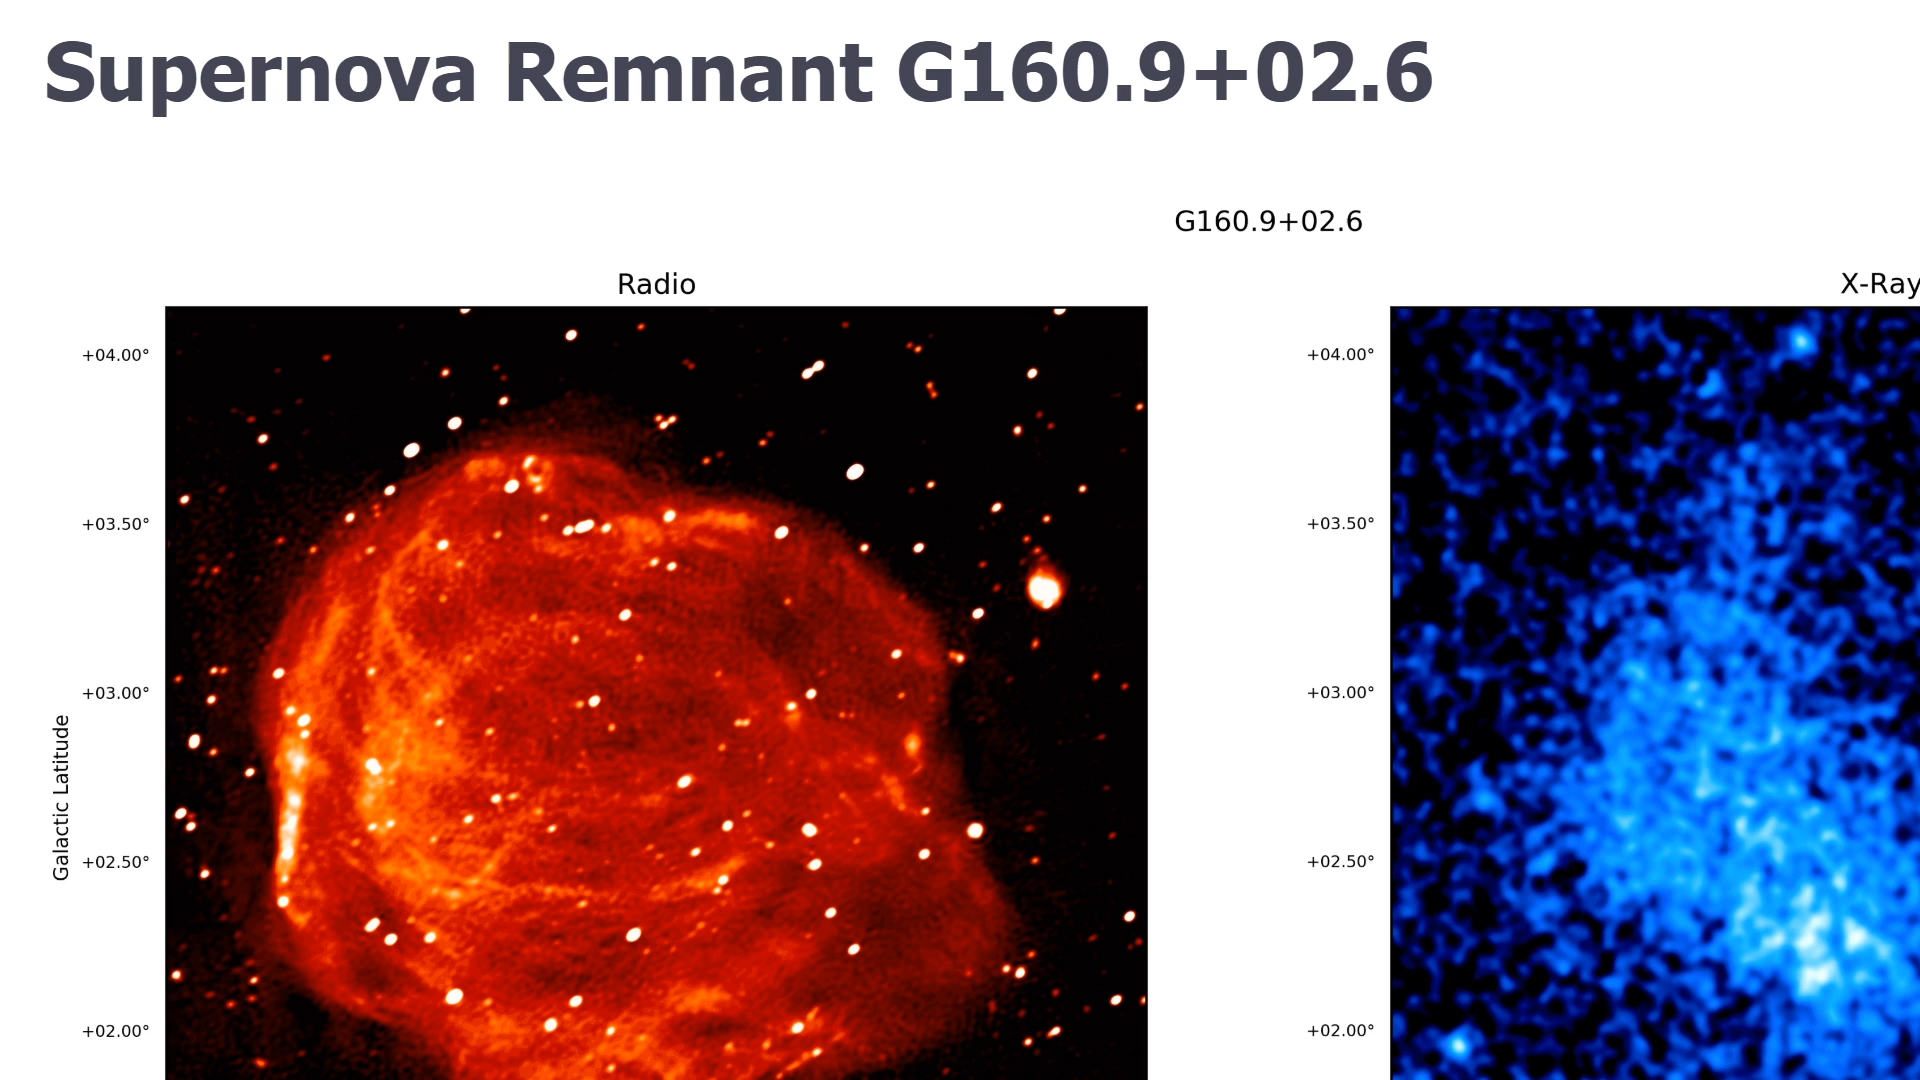 Supernova Remnant G160.9+02.6
G160.9+02.6
Radio
X-Ray
+04.00°
+03.50°
+03.00°
+02.50°
+02.00°
Galactic Latitude
+04.00°
+03.50°
+03.00°
+02.50°
+02.00°